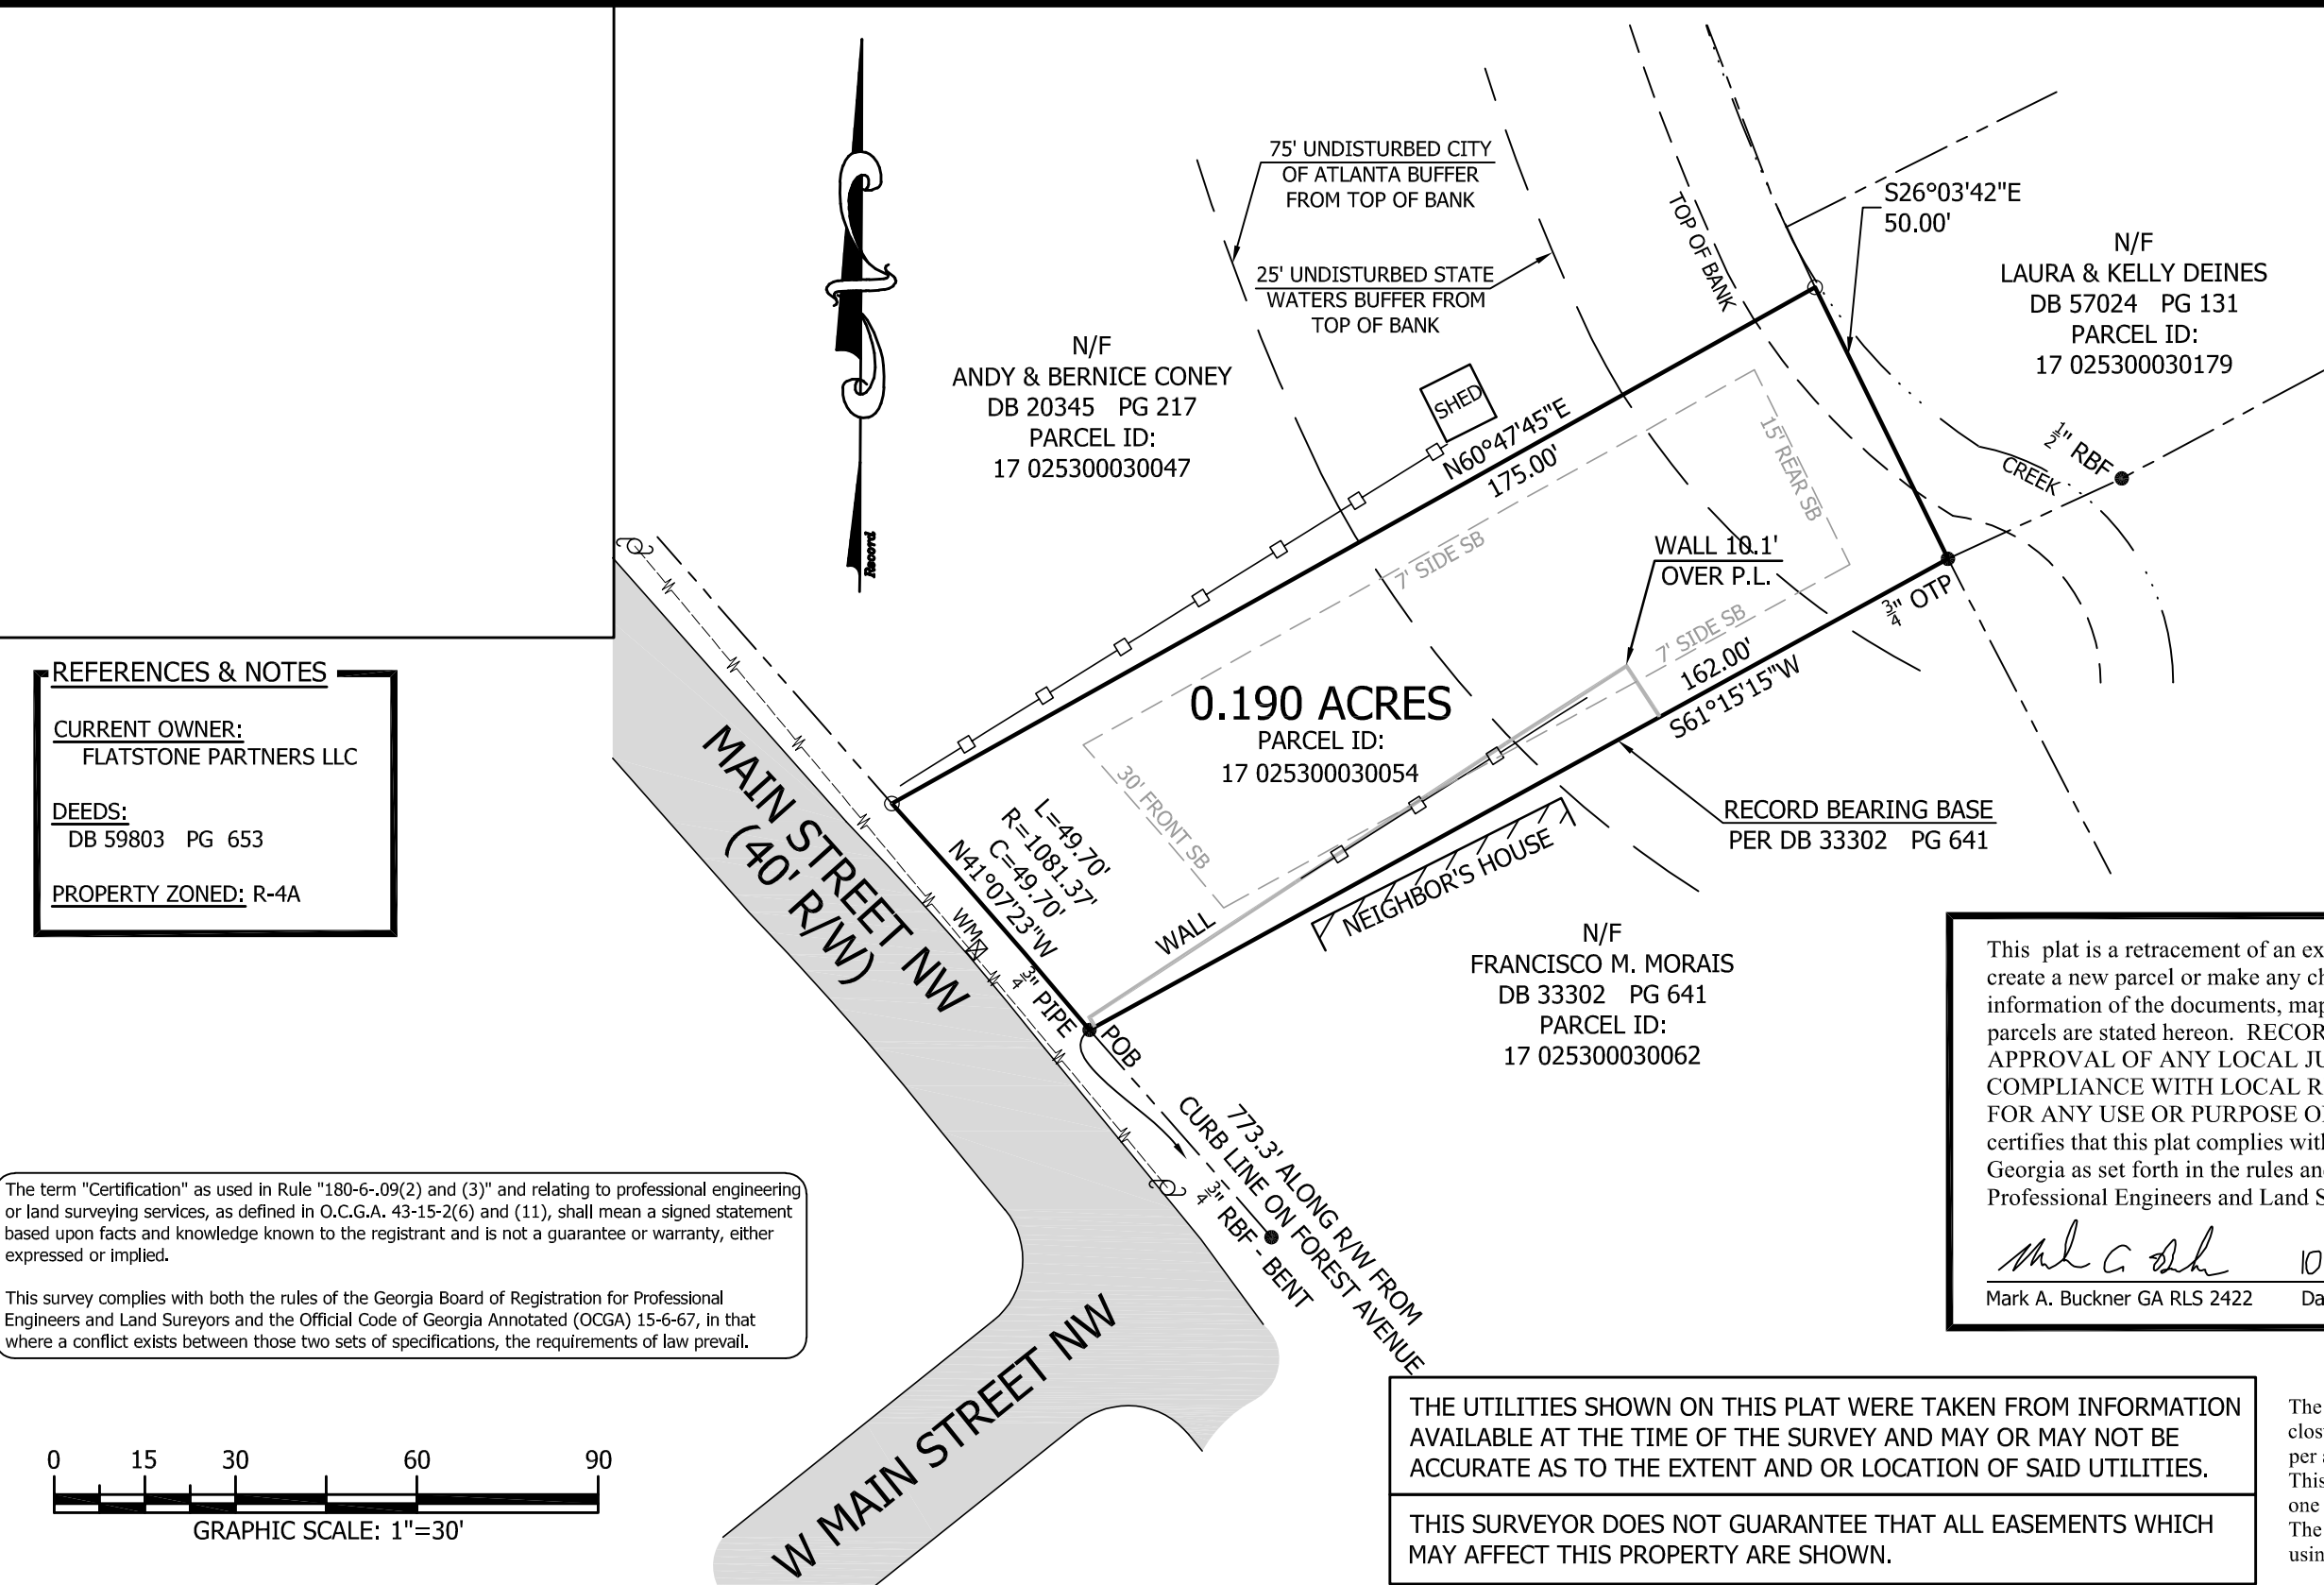 75' UNDISTURBED CITY
OF ATLANTA BUFFER
FROM TOP OF BANK
25' UNDISTURBED STATE
WATERS BUFFER FROM
TOP OF BANK
TOP OF BANK
S26°03'42"E
50.00'
N/F
LAURA & KELLY DEINES
DB 57024 PG 131
PARCEL ID:
17 025300030179
N/F
ANDY & BERNICE CONEY
DB 20345 PG 217
PARCEL ID:
17 025300030047
Record
SHED
N60°47'45"E
175.00'
15' REAR SB
7' SIDE SB
CREEK
½" RBF
WALL 10.1'
OVER P.L.
¾" OTP
7' SIDE SB
162.00'
S61°15'15"W
REFERENCES & NOTES
CURRENT OWNER:
FLATSTONE PARTNERS LLC
DEEDS:
DB 59803 PG 653
PROPERTY ZONED: R-4A
0.190 ACRES
PARCEL ID:
17 025300030054
30' FRONT SB
L=49.70'
R=1081.37'
C=49.70'
N41°07'23"W
MAIN STREET NW
(40' R/W)
WM
¾" PIPE
POB
WALL
NEIGHBOR'S HOUSE
RECORD BEARING BASE
PER DB 33302 PG 641
N/F
FRANCISCO M. MORAIS
DB 33302 PG 641
PARCEL ID:
17 025300030062
773.3' ALONG R/W FROM
CURB LINE ON FOREST AVENUE
¾" RBF - BENT
W MAIN STREET NW
This plat is a retracement of an ex
create a new parcel or make any ch
information of the documents, map
parcels are stated hereon. RECOR
APPROVAL OF ANY LOCAL JU
COMPLIANCE WITH LOCAL R
FOR ANY USE OR PURPOSE O
certifies that this plat complies with
Georgia as set forth in the rules and
Professional Engineers and Land S
10
Mark A. Buckner GA RLS 2422 Da
The term "Certification" as used in Rule "180-6-.09(2) and (3)" and relating to professional engineering
or land surveying services, as defined in O.C.G.A. 43-15-2(6) and (11), shall mean a signed statement
based upon facts and knowledge known to the registrant and is not a guarantee or warranty, either
expressed or implied.
This survey complies with both the rules of the Georgia Board of Registration for Professional
Engineers and Land Sureyors and the Official Code of Georgia Annotated (OCGA) 15-6-67, in that
where a conflict exists between those two sets of specifications, the requirements of law prevail.
0 15 30 60 90
GRAPHIC SCALE: 1"=30'
THE UTILITIES SHOWN ON THIS PLAT WERE TAKEN FROM INFORMATION
AVAILABLE AT THE TIME OF THE SURVEY AND MAY OR MAY NOT BE
ACCURATE AS TO THE EXTENT AND OR LOCATION OF SAID UTILITIES.
THIS SURVEYOR DOES NOT GUARANTEE THAT ALL EASEMENTS WHICH
MAY AFFECT THIS PROPERTY ARE SHOWN.
The
clos
per
This
one
The
usin